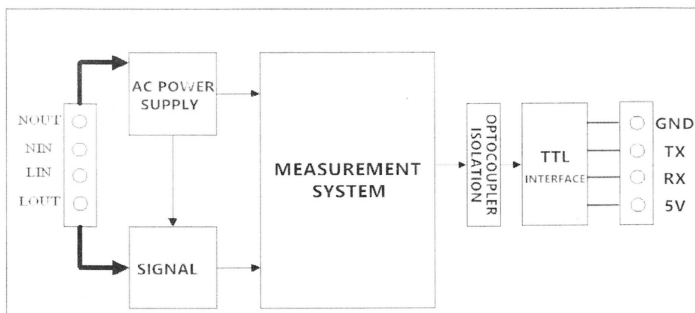 NOUT
NIN
LIN
LOUT
AC POWER
SUPPLY
SIGNAL
MEASUREMENT
SYSTEM
OPTOCOUPLER
ISOLATION
TTL
INTERFACE
GND
TX
RX
5V